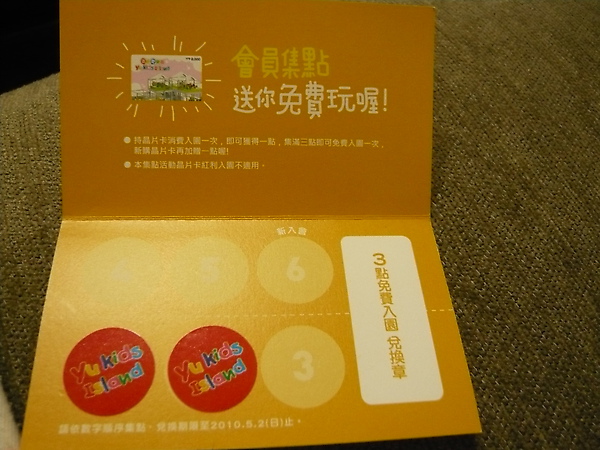 會員集點
送你免費玩喔!
● 持晶片卡消費入園一次，即可獲得一點，集滿三點即可免費入園一次，
新購晶片卡再加贈一點喔!
● 本集點活動晶片卡紅利入園不適用。
新入會
4 5 6
Yukids Island
Yukids Island
3
3點免費入園 兌換章
請依數字順序集點，兌換期限至2010.5.2(日)止。